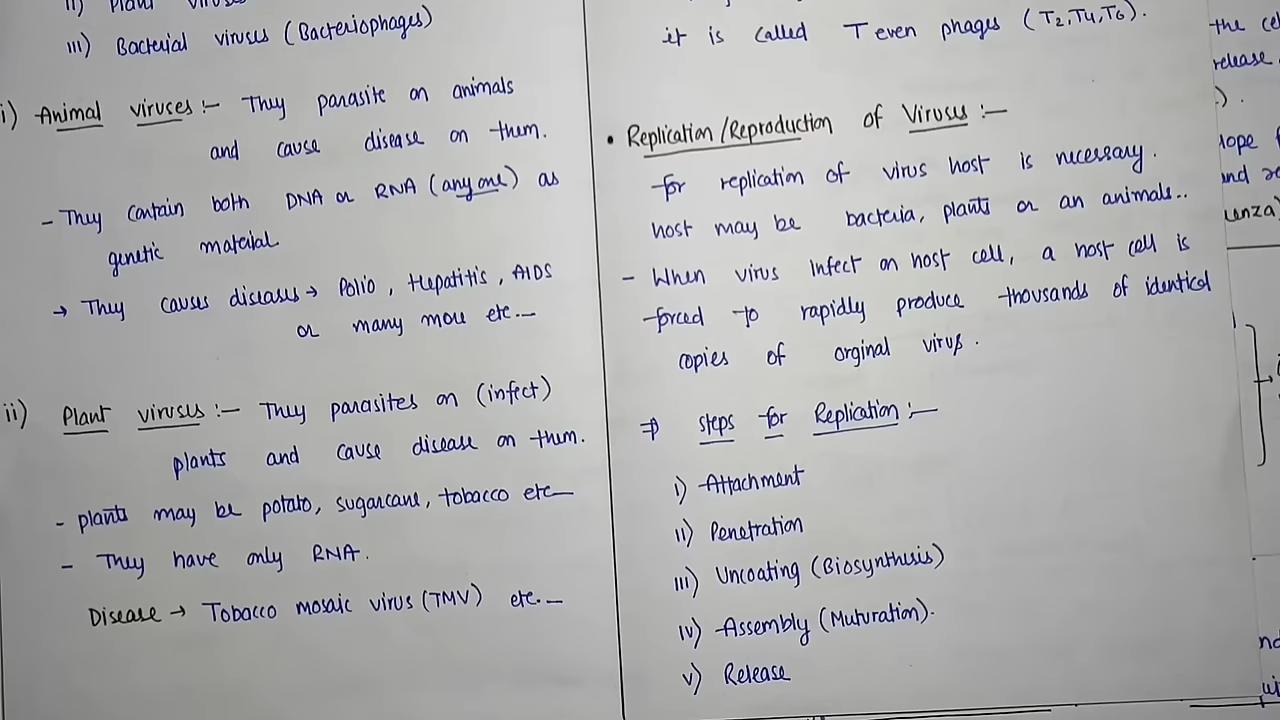 ii) Plant viruses
iii) Bacterial viruses (Bacteriophages)
i) Animal viruces :- They parasite on animals
and cause disease on them.
- They contain both DNA or RNA (any one) as
genetic material
→ They causes diseases → Polio, Hepatitis, AIDS
or many more etc.—
ii) Plant viruses :- They parasites on (infect)
plants and cause disease on them.
- plants may be potato, sugarcane, tobacco etc—
- They have only RNA.
Disease → Tobacco mosaic virus (TMV) etc.—
it is called T even phages (T2, T4, T6).
• Replication/Reproduction of Viruses :-
for replication of virus host is necessary.
host may be bacteria, plants or an animals..
- When virus infect on host cell, a host cell is
forced to rapidly produce thousands of identical
copies of orginal virus.
⇒ steps for Replication :-
i) Attachment
ii) Penetration
iii) Uncoating (Biosynthesis)
iv) Assembly (Muturation).
v) Release
the
release.
).
and